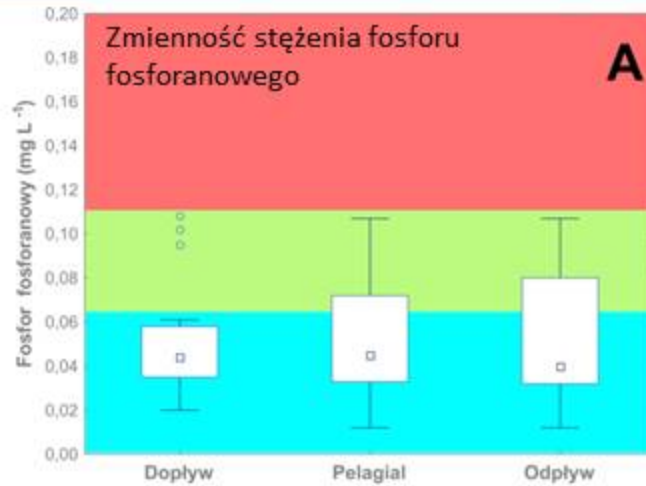 Zmienność stężenia fosforu
fosforanowego
A
Fosfor fosforanowy (mg L -1)
0,20
0,18
0,16
0,14
0,12
0,10
0,08
0,06
0,04
0,02
0,00
Dopływ Pelagial Odpływ